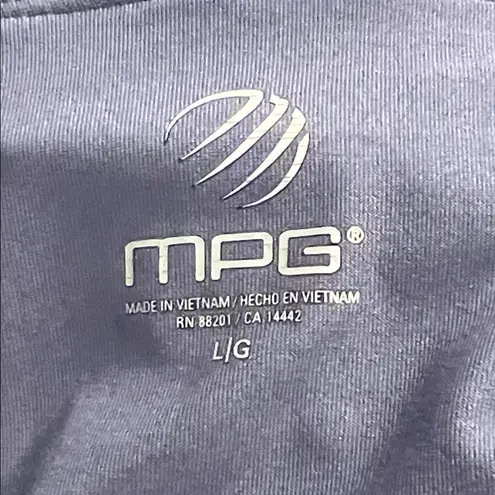 MPG®
MADE IN VIETNAM / HECHO EN VIETNAM
RN 88201 / CA 14442
L/G